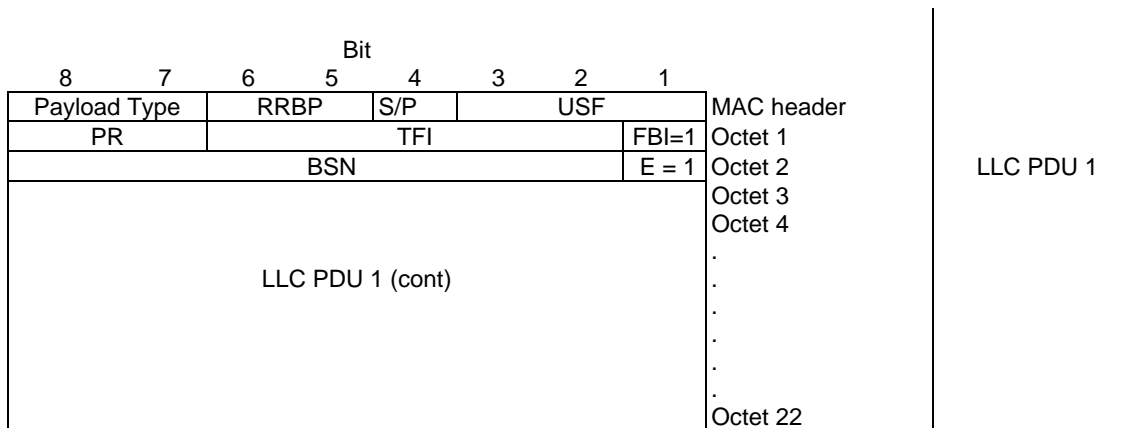 Bit
8 7 6 5 4 3 2 1
Payload Type RRBP S/P USF MAC header
PR TFI FBI=1 Octet 1
BSN E = 1 Octet 2 LLC PDU 1
Octet 3
Octet 4
.
LLC PDU 1 (cont) .
.
.
.
.
Octet 22